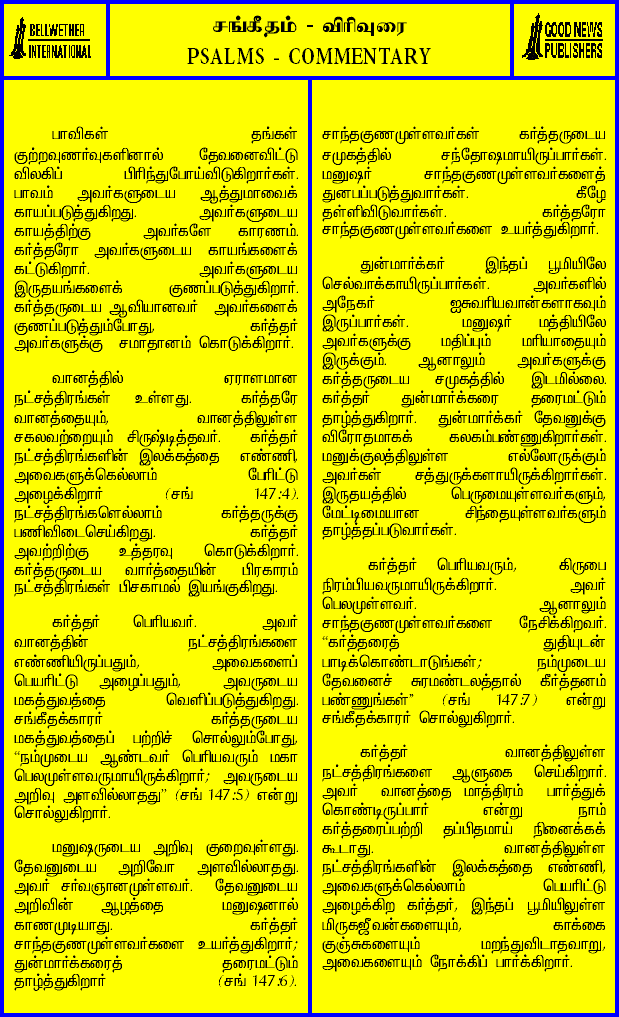 BELLWETHER
INTERNATIONAL
சங்கீதம் - விரிவுரை
PSALMS - COMMENTARY
GOOD NEWS
PUBLISHERS
பாவிகள் தங்கள்
குற்றவுணர்வுகளினால் தேவனைவிட்டு
விலகிப் பிரிந்துபோய்விடுகிறார்கள்.
பாவம் அவர்களுடைய ஆத்துமாவைக்
காயப்படுத்துகிறது. அவர்களுடைய
காயத்திற்கு அவர்களே காரணம்.
கர்த்தரோ அவர்களுடைய காயங்களைக்
கட்டுகிறார். அவர்களுடைய
இருதயங்களைக் குணப்படுத்துகிறார்.
கர்த்தருடைய ஆவியானவர் அவர்களைக்
குணப்படுத்தும்போது, கர்த்தர்
அவர்களுக்கு சமாதானம் கொடுக்கிறார்.
வானத்தில் ஏராளமான
நட்சத்திரங்கள் உள்ளது. கர்த்தரே
வானத்தையும், வானத்திலுள்ள
சகலவற்றையும் சிருஷ்டித்தவர். கர்த்தர்
நட்சத்திரங்களின் இலக்கத்தை எண்ணி,
அவைகளுக்கெல்லாம் பேரிட்டு
அழைக்கிறார் (சங் 147:4).
நட்சத்திரங்களெல்லாம் கர்த்தருக்கு
பணிவிடைசெய்கிறது. கர்த்தர்
அவற்றிற்கு உத்தரவு கொடுக்கிறார்.
கர்த்தருடைய வார்த்தையின் பிரகாரம்
நட்சத்திரங்கள் பிசகாமல் இயங்குகிறது.
கர்த்தர் பெரியவர். அவர்
வானத்தின் நட்சத்திரங்களை
எண்ணியிருப்பதும், அவைகளைப்
பெயரிட்டு அழைப்பதும், அவருடைய
மகத்துவத்தை வெளிப்படுத்துகிறது.
சங்கீதக்காரர் கர்த்தருடைய
மகத்துவத்தைப் பற்றிச் சொல்லும்போது,
“நம்முடைய ஆண்டவர் பெரியவரும் மகா
பெலமுள்ளவருமாயிருக்கிறார்; அவருடைய
அறிவு அளவில்லாதது” (சங் 147:5) என்று
சொல்லுகிறார்.
மனுஷருடைய அறிவு குறைவுள்ளது.
தேவனுடைய அறிவோ அளவில்லாதது.
அவர் சர்வஞானமுள்ளவர். தேவனுடைய
அறிவின் ஆழத்தை மனுஷனால்
காணமுடியாது. கர்த்தர்
சாந்தகுணமுள்ளவர்களை உயர்த்துகிறார்;
துன்மார்க்கரைத் தரைமட்டும்
தாழ்த்துகிறார் (சங் 147:6).
சாந்தகுணமுள்ளவர்கள் கர்த்தருடைய
சமுகத்தில் சந்தோஷமாயிருப்பார்கள்.
மனுஷர் சாந்தகுணமுள்ளவர்களைத்
துனபப்படுத்துவார்கள். கீழே
தள்ளிவிடுவார்கள். கர்த்தரோ
சாந்தகுணமுள்ளவர்களை உயர்த்துகிறார்.
துன்மார்க்கர் இந்தப் பூமியிலே
செல்வாக்காயிருப்பார்கள். அவர்களில்
அநேகர் ஐசுவரியவான்களாகவும்
இருப்பார்கள். மனுஷர் மத்தியிலே
அவர்களுக்கு மதிப்பும் மரியாதையும்
இருக்கும். ஆனாலும் அவர்களுக்கு
கர்த்தருடைய சமுகத்தில் இடமில்லை.
கர்த்தர் துன்மார்க்கரை தரைமட்டும்
தாழ்த்துகிறார். துன்மார்க்கர் தேவனுக்கு
விரோதமாகக் கலகம்பண்ணுகிறார்கள்.
மனுக்குலத்திலுள்ள எல்லோருக்கும்
அவர்கள் சத்துருக்களாயிருக்கிறார்கள்.
இருதயத்தில் பெருமையுள்ளவர்களும்,
மேட்டிமையான சிந்தையுள்ளவர்களும்
தாழ்த்தப்படுவார்கள்.
கர்த்தர் பெரியவரும், கிருபை
நிரம்பியவருமாயிருக்கிறார். அவர்
பெலமுள்ளவர். ஆனாலும்
சாந்தகுணமுள்ளவர்களை நேசிக்கிறவர்.
“கர்த்தரைத் துதியுடன்
பாடிக்கொண்டாடுங்கள்; நம்முடைய
தேவனைச் சுரமண்டலத்தால் கீர்த்தனம்
பண்ணுங்கள்” (சங் 147:7) என்று
சங்கீதக்காரர் சொல்லுகிறார்.
கர்த்தர் வானத்திலுள்ள
நட்சத்திரங்களை ஆளுகை செய்கிறார்.
அவர் வானத்தை மாத்திரம் பார்த்துக்
கொண்டிருப்பார் என்று நாம்
கர்த்தரைப்பற்றி தப்பிதமாய் நினைக்கக்
கூடாது. வானத்திலுள்ள
நட்சத்திரங்களின் இலக்கத்தை எண்ணி,
அவைகளுக்கெல்லாம் பெயரிட்டு
அழைக்கிற கர்த்தர், இந்தப் பூமியிலுள்ள
மிருகஜீவன்களையும், காக்கை
குஞ்சுகளையும் மறந்துவிடாதவாறு,
அவைகளையும் நோக்கிப் பார்க்கிறார்.